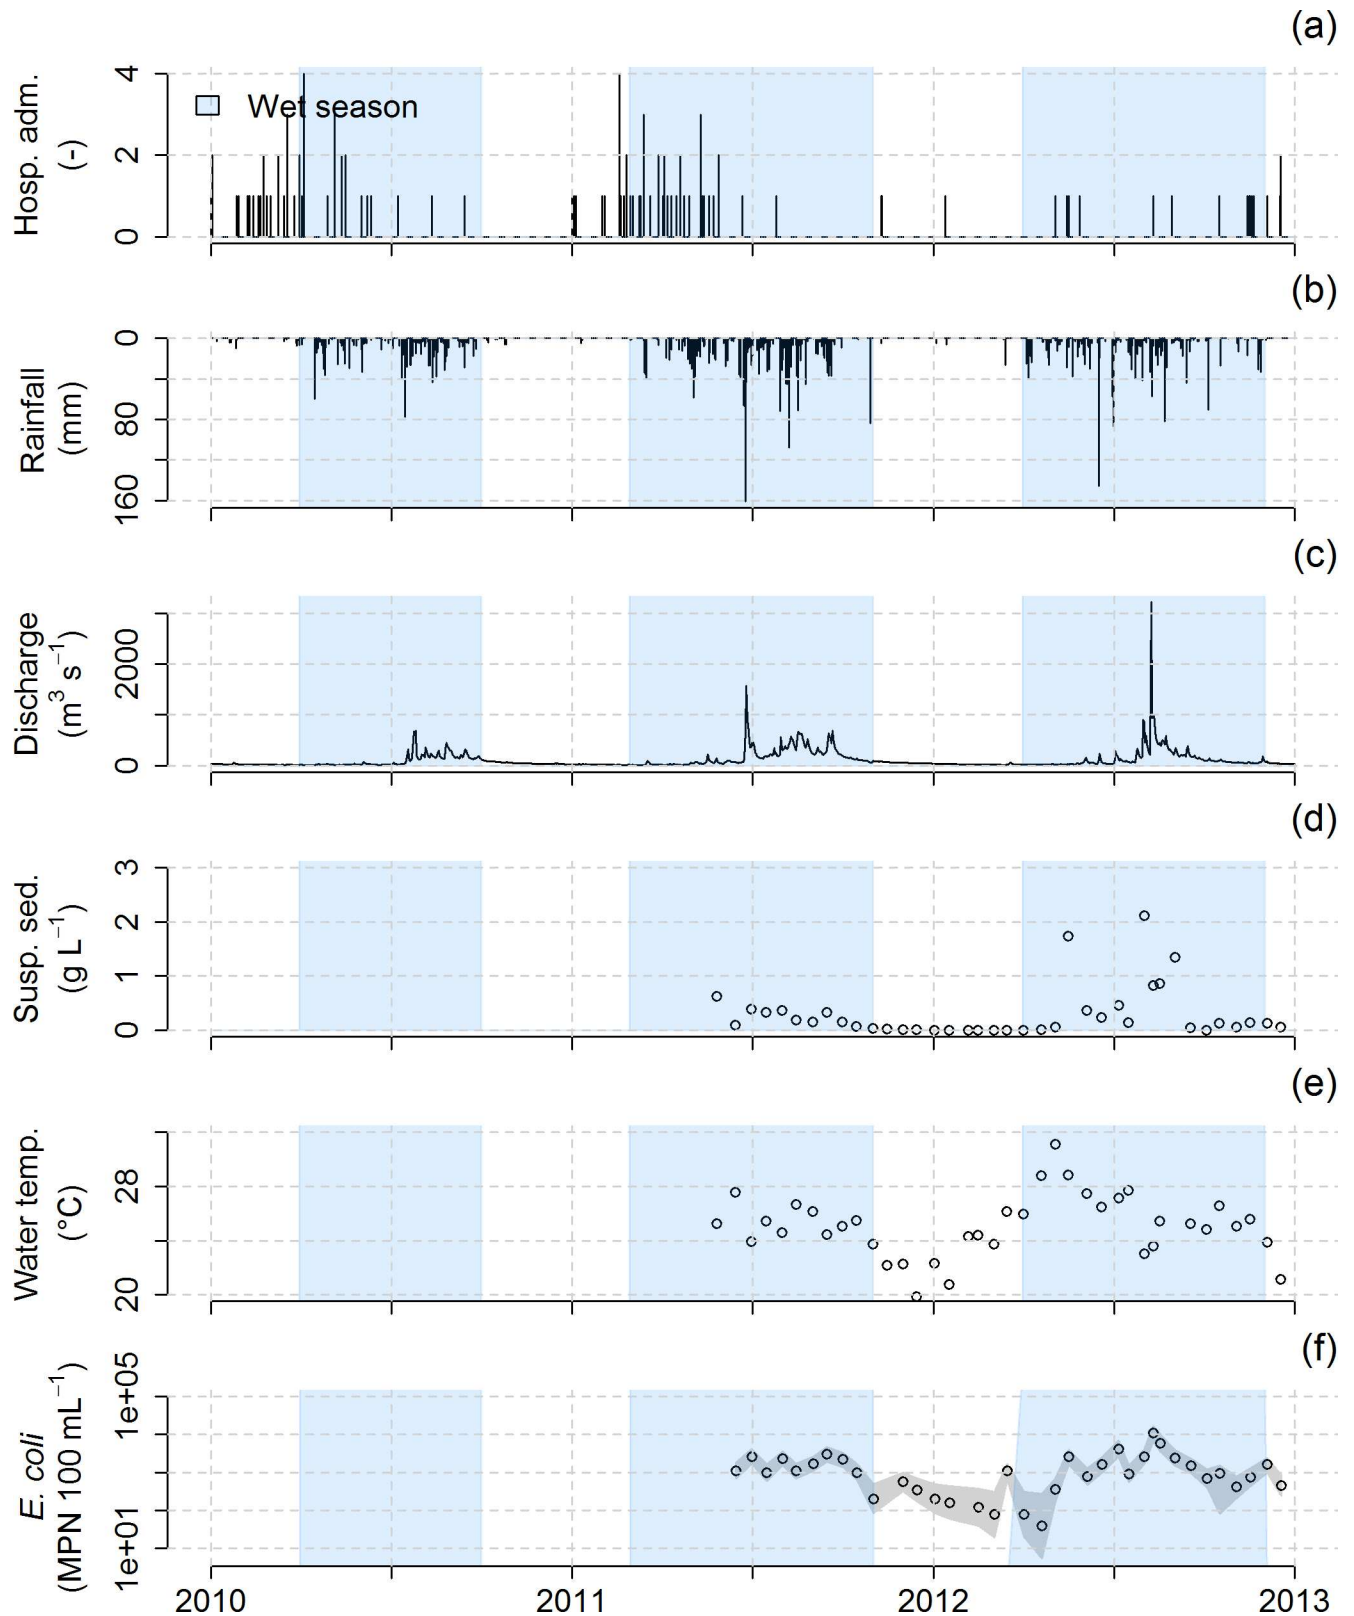 (a)
Hosp. adm.
(-)
4
2
0
Wet season
(b)
Rainfall
(mm)
0
80
160
(c)
Discharge
(m³ s⁻¹)
2000
0
(d)
Susp. sed.
(g L⁻¹)
3
2
1
0
(e)
Water temp.
(°C)
28
20
(f)
E. coli
(MPN 100 mL⁻¹)
1e+05
1e+01
2010 2011 2012 2013